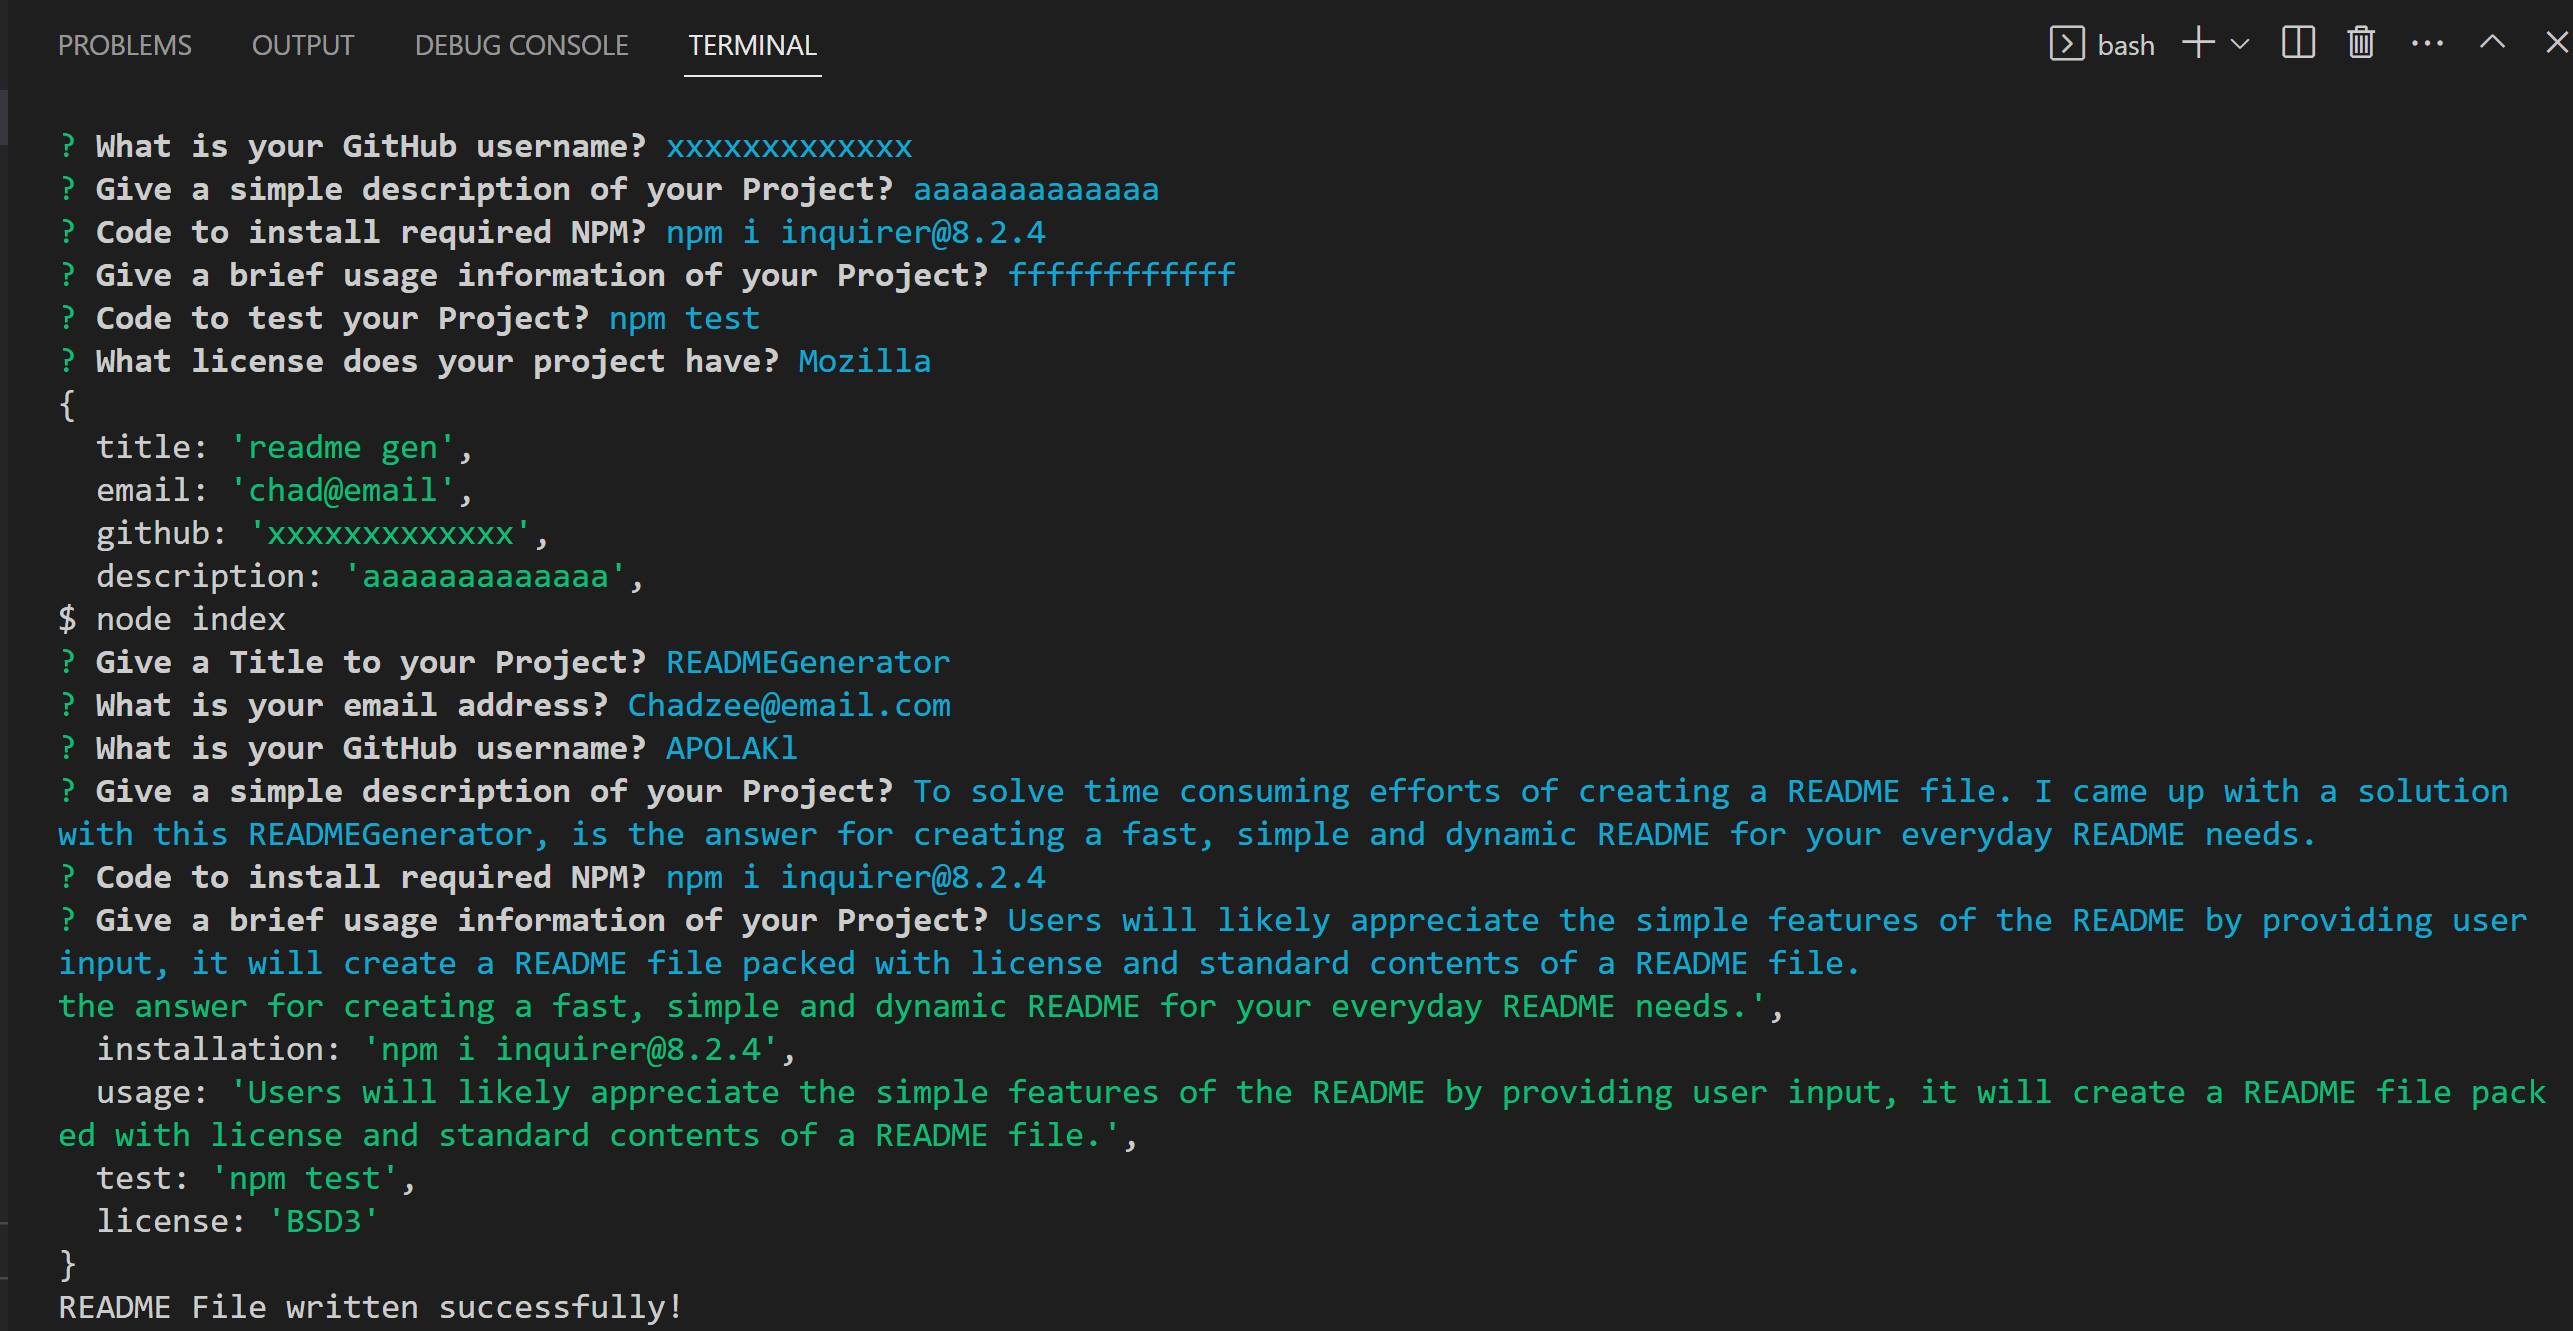 PROBLEMS OUTPUT DEBUG CONSOLE TERMINAL bash
? What is your GitHub username? xxxxxxxxxxxxx
? Give a simple description of your Project? aaaaaaaaaaaaa
? Code to install required NPM? npm i inquirer@8.2.4
? Give a brief usage information of your Project? ffffffffffff
? Code to test your Project? npm test
? What license does your project have? Mozilla
{
  title: 'readme gen',
  email: 'chad@email',
  github: 'xxxxxxxxxxxxx',
  description: 'aaaaaaaaaaaaa',
$ node index
? Give a Title to your Project? READMEGenerator
? What is your email address? Chadzee@email.com
? What is your GitHub username? APOLAKl
? Give a simple description of your Project? To solve time consuming efforts of creating a README file. I came up with a solution
with this READMEGenerator, is the answer for creating a fast, simple and dynamic README for your everyday README needs.
? Code to install required NPM? npm i inquirer@8.2.4
? Give a brief usage information of your Project? Users will likely appreciate the simple features of the README by providing user
input, it will create a README file packed with license and standard contents of a README file.
the answer for creating a fast, simple and dynamic README for your everyday README needs.',
  installation: 'npm i inquirer@8.2.4',
  usage: 'Users will likely appreciate the simple features of the README by providing user input, it will create a README file pack
ed with license and standard contents of a README file.',
  test: 'npm test',
  license: 'BSD3'
}
README File written successfully!